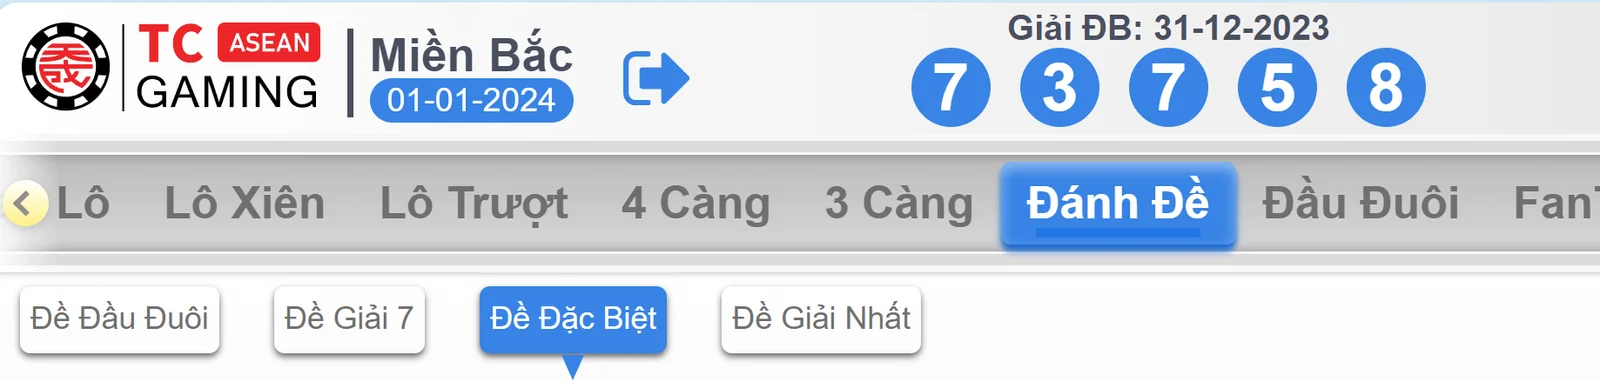 TC ASEAN
GAMING
Miền Bắc
01-01-2024
Giải ĐB: 31-12-2023
7 3 7 5 8
Lô Lô Xiên Lô Trượt 4 Càng 3 Càng Đánh Đề Đầu Đuôi FanT
Đề Đầu Đuôi Đề Giải 7 Đề Đặc Biệt Đề Giải Nhất